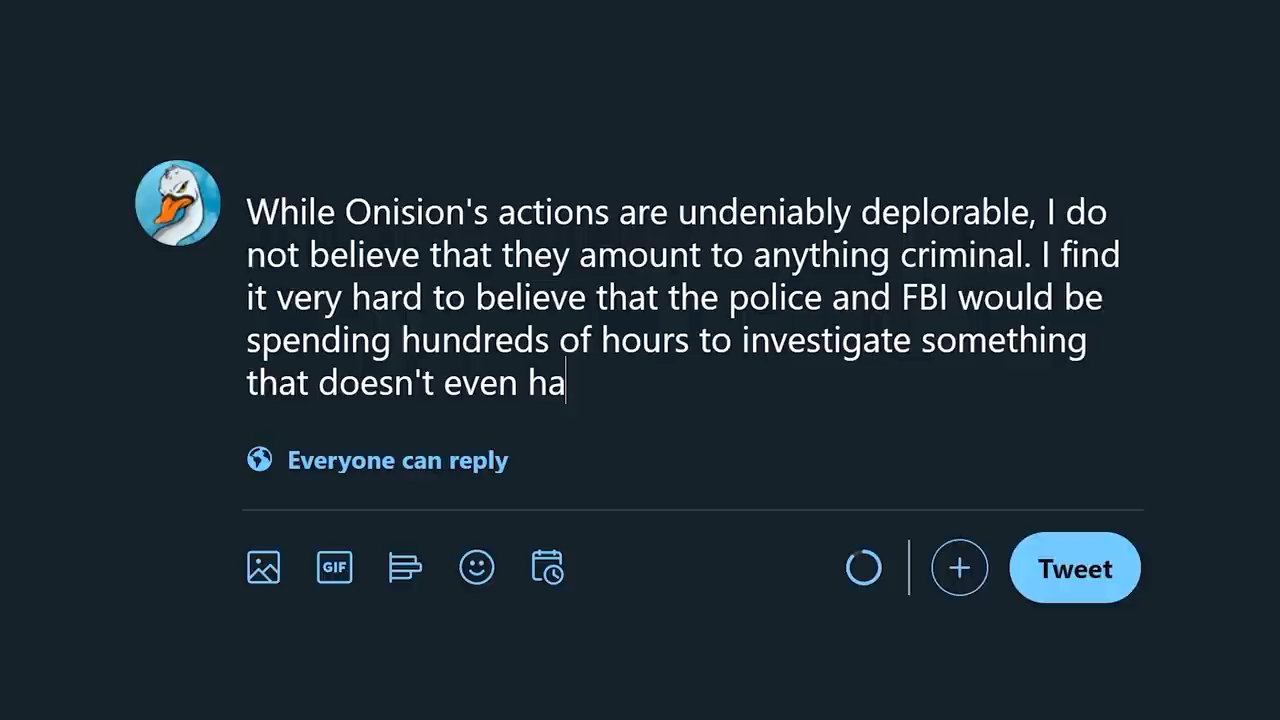 While Onision's actions are undeniably deplorable, I do
not believe that they amount to anything criminal. I find
it very hard to believe that the police and FBI would be
spending hundreds of hours to investigate something
that doesn't even ha
Everyone can reply
GIF
Tweet